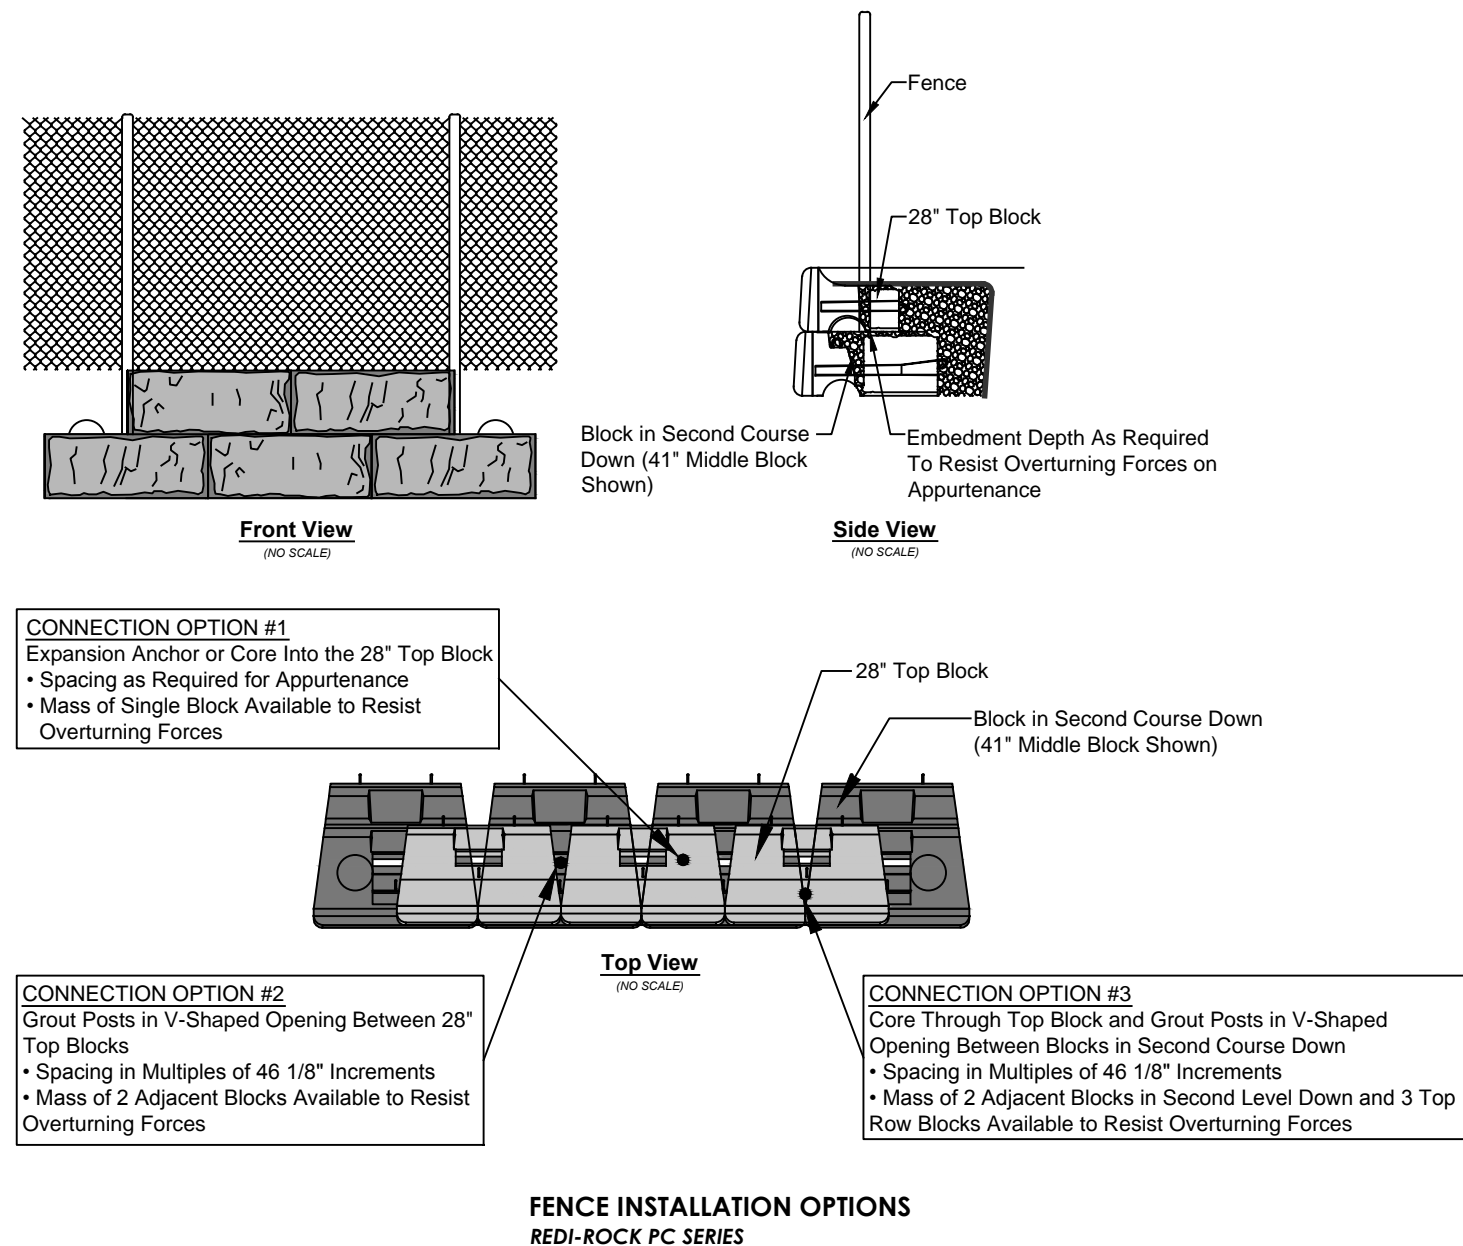 Fence
28" Top Block
Block in Second Course
Down (41" Middle Block
Shown)
Embedment Depth As Required
To Resist Overturning Forces on
Appurtenance
Front View
(NO SCALE)
Side View
(NO SCALE)
CONNECTION OPTION #1
Expansion Anchor or Core Into the 28" Top Block
• Spacing as Required for Appurtenance
• Mass of Single Block Available to Resist
Overturning Forces
28" Top Block
Block in Second Course Down
(41" Middle Block Shown)
Top View
(NO SCALE)
CONNECTION OPTION #2
Grout Posts in V-Shaped Opening Between 28"
Top Blocks
• Spacing in Multiples of 46 1/8" Increments
• Mass of 2 Adjacent Blocks Available to Resist
Overturning Forces
CONNECTION OPTION #3
Core Through Top Block and Grout Posts in V-Shaped
Opening Between Blocks in Second Course Down
• Spacing in Multiples of 46 1/8" Increments
• Mass of 2 Adjacent Blocks in Second Level Down and 3 Top
Row Blocks Available to Resist Overturning Forces
FENCE INSTALLATION OPTIONS
REDI-ROCK PC SERIES